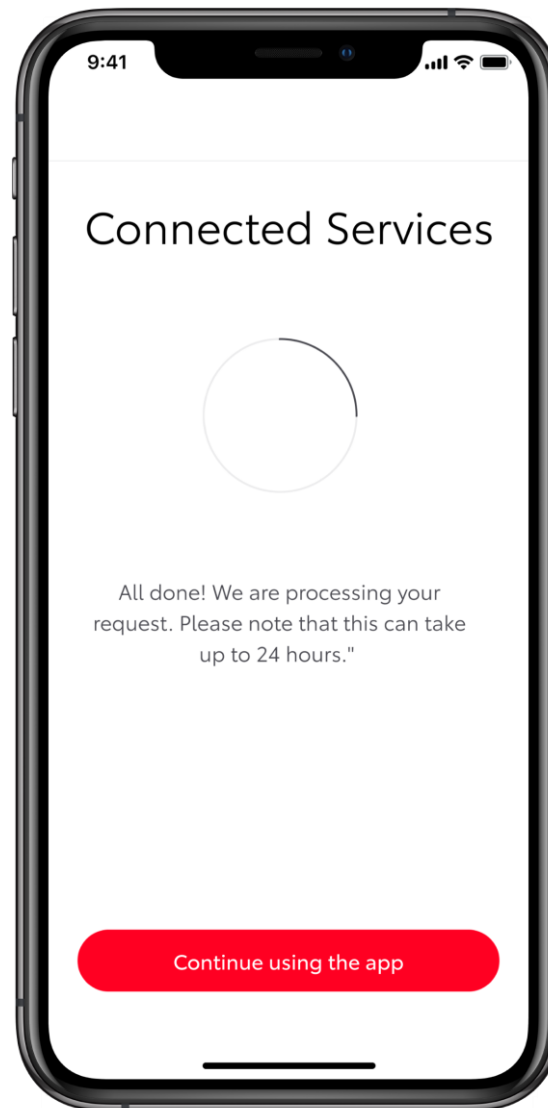 9:41
Connected Services
All done! We are processing your
request. Please note that this can take
up to 24 hours."
Continue using the app